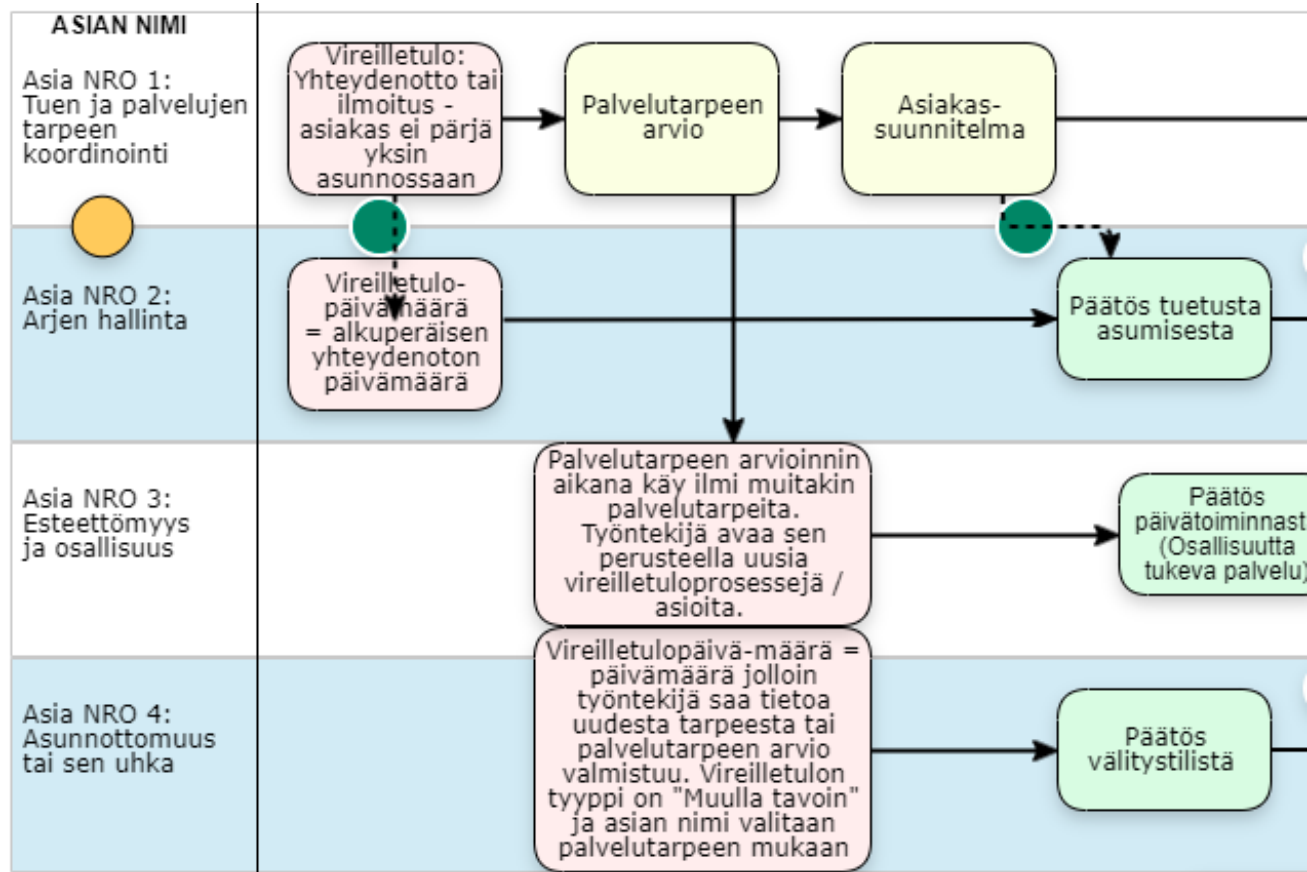 ASIAN NIMI
Asia NRO 1:
Tuen ja palvelujen
tarpeen
koordinointi
Vireilletulo:
Yhteydenotto tai
ilmoitus -
asiakas ei pärjä
yksin
asunnossaan
Palvelutarpeen
arvio
Asiakas-
suunnitelma
Asia NRO 2:
Arjen hallinta
Vireilletulo-
päivämäärä
= alkuperäisen
yhteydenoton
päivämäärä
Päätös tuetusta
asumisesta
Asia NRO 3:
Esteettömyys
ja osallisuus
Palvelutarpeen arvioinnin
aikana käy ilmi muitakin
palvelutarpeita.
Työntekijä avaa sen
perusteella uusia
vireilletuloprosessejä /
asioita.
Päätös
päivätoiminnast
(Osallisuutta
tukeva palvelu)
Asia NRO 4:
Asunnottomuus
tai sen uhka
Vireilletulopäivä-määrä =
päivämäärä jolloin
työntekijä saa tietoa
uudesta tarpeesta tai
palvelutarpeen arvio
valmistuu. Vireilletulon
tyyppi on "Muulla tavoin"
ja asian nimi valitaan
palvelutarpeen mukaan
Päätös
välitystilistä